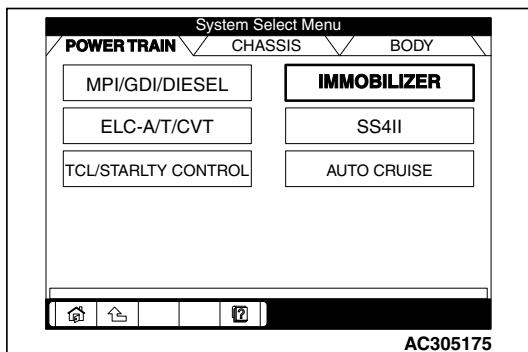 System Select Menu
POWER TRAIN CHASSIS BODY
MPI/GDI/DIESEL IMMOBILIZER
ELC-A/T/CVT SS4II
TCL/STARLTY CONTROL AUTO CRUISE
?
AC305175